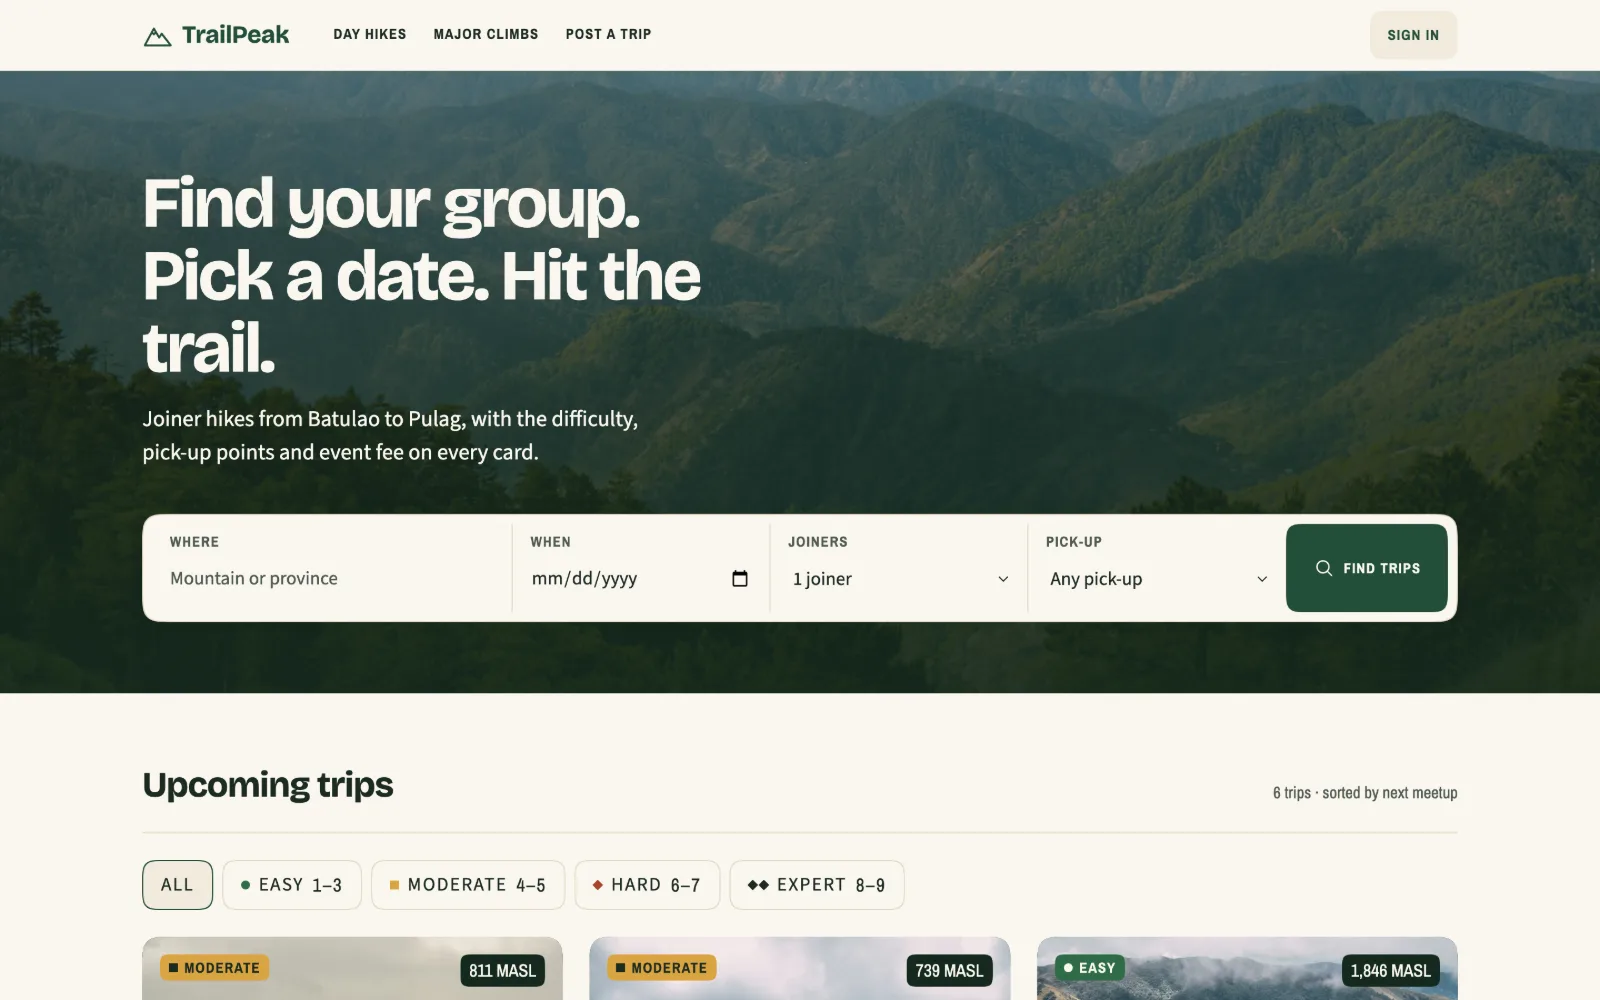 TrailPeak
DAY HIKES
MAJOR CLIMBS
POST A TRIP
SIGN IN
Find your group.
Pick a date. Hit the
trail.
Joiner hikes from Batulao to Pulag, with the difficulty,
pick-up points and event fee on every card.
WHERE
Mountain or province
WHEN
mm/dd/yyyy
JOINERS
1 joiner
PICK-UP
Any pick-up
FIND TRIPS
Upcoming trips
6 trips · sorted by next meetup
ALL
EASY 1–3
MODERATE 4–5
HARD 6–7
EXPERT 8–9
MODERATE
811 MASL
MODERATE
739 MASL
EASY
1,846 MASL